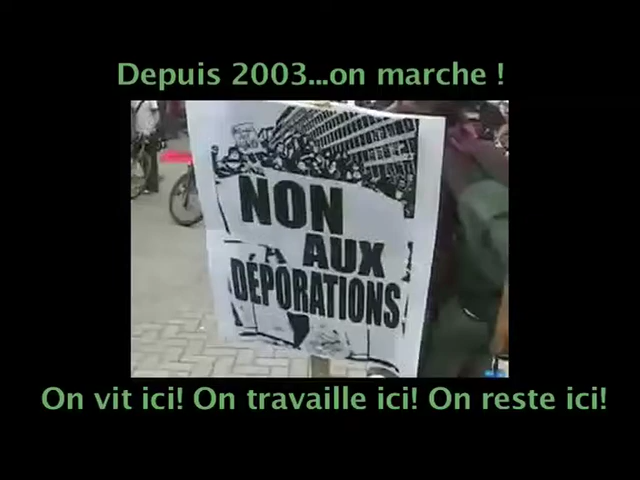 Depuis 2003...on marche !
NON
AUX
DÉPORATIONS
On vit ici! On travaille ici! On reste ici!